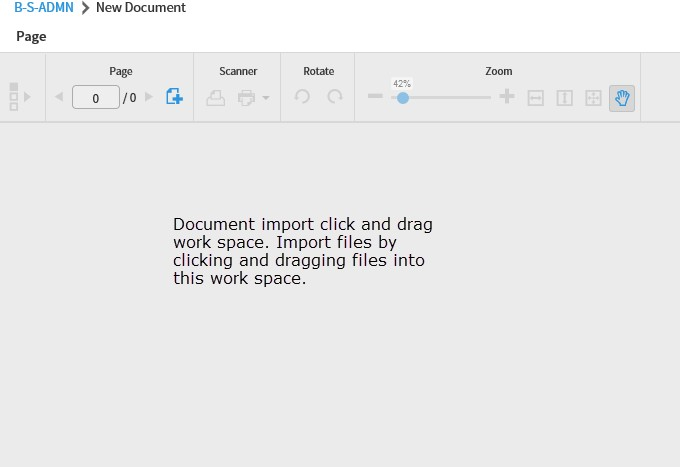 B-S-ADMN > New Document
Page
Page Scanner Rotate Zoom
42%
0 / 0
Document import click and drag
work space. Import files by
clicking and dragging files into
this work space.